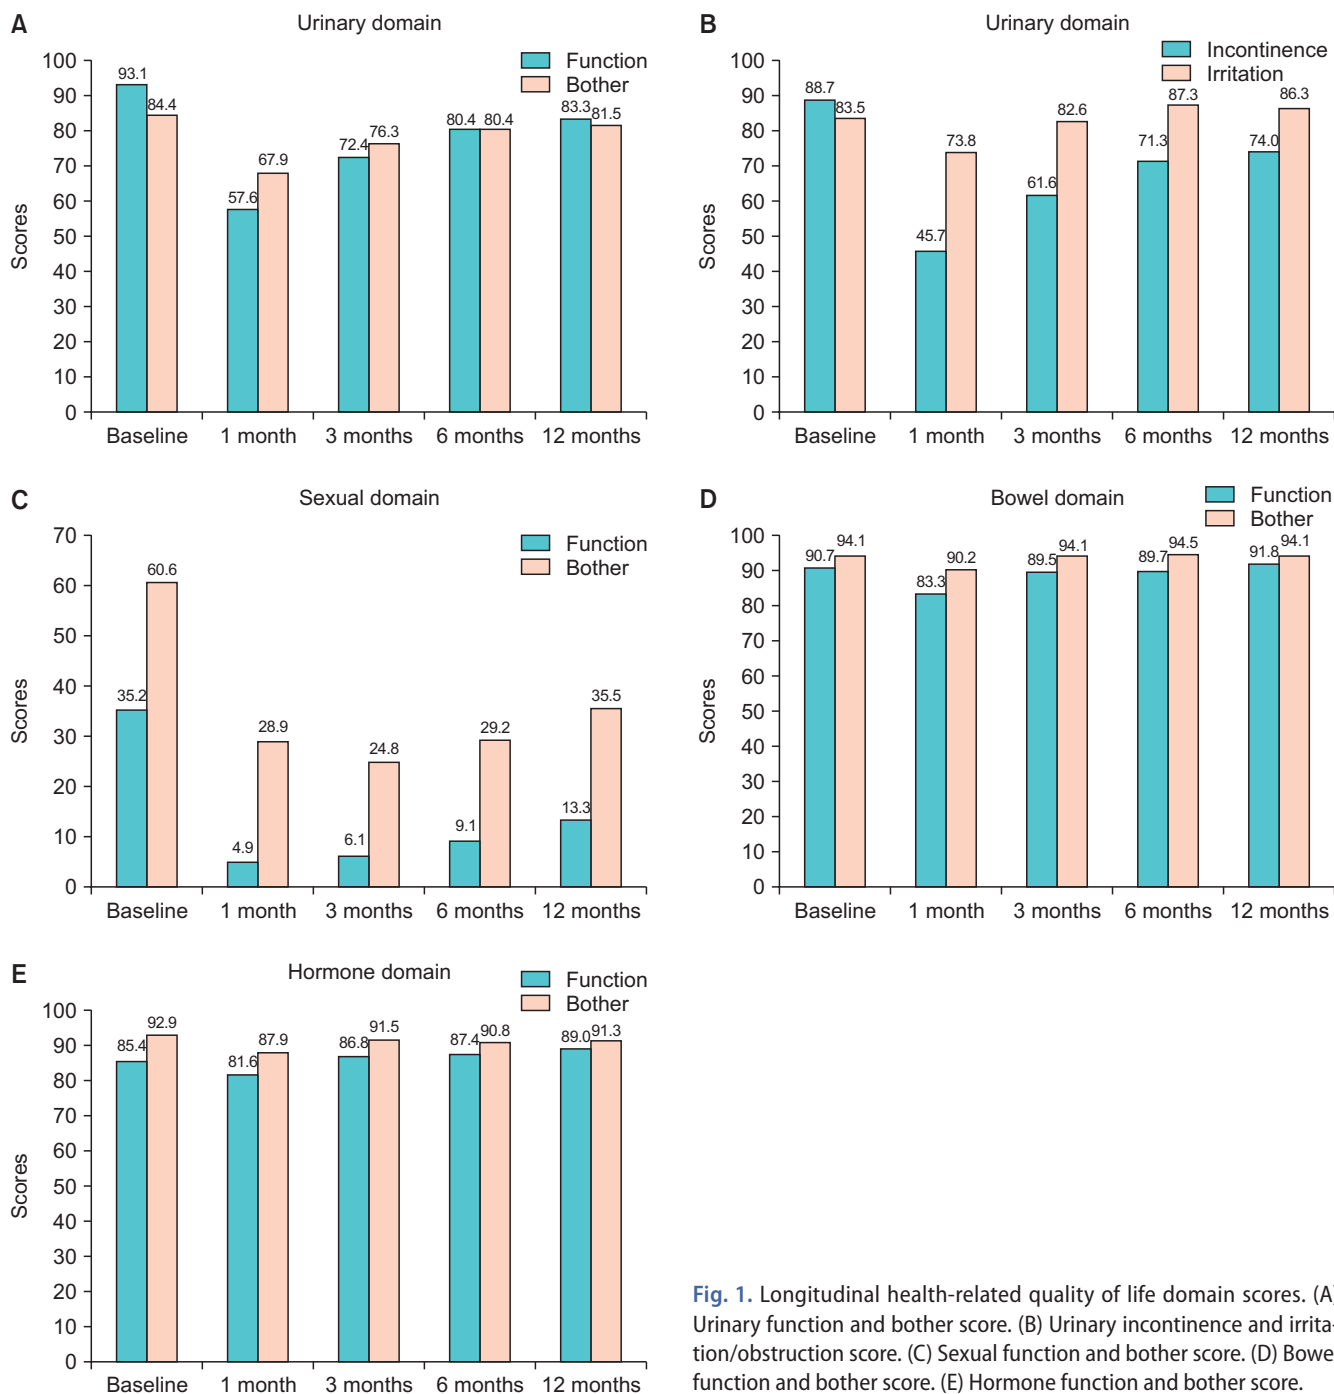 A
Urinary domain
Function
Bother
Scores
100
90
80
70
60
50
40
30
20
10
0
93.1
84.4
57.6
67.9
72.4
76.3
80.4
80.4
83.3
81.5
Baseline
1 month
3 months
6 months
12 months
B
Urinary domain
Incontinence
Irritation
Scores
100
90
80
70
60
50
40
30
20
10
0
88.7
83.5
45.7
73.8
61.6
82.6
71.3
87.3
74.0
86.3
Baseline
1 month
3 months
6 months
12 months
C
Sexual domain
Function
Bother
Scores
70
60
50
40
30
20
10
0
35.2
60.6
4.9
28.9
6.1
24.8
9.1
29.2
13.3
35.5
Baseline
1 month
3 months
6 months
12 months
D
Bowel domain
Function
Bother
Scores
100
90
80
70
60
50
40
30
20
10
0
90.7
94.1
83.3
90.2
89.5
94.1
89.7
94.5
91.8
94.1
Baseline
1 month
3 months
6 months
12 months
E
Hormone domain
Function
Bother
Scores
100
90
80
70
60
50
40
30
20
10
0
85.4
92.9
81.6
87.9
86.8
91.5
87.4
90.8
89.0
91.3
Baseline
1 month
3 months
6 months
12 months
Fig. 1. Longitudinal health-related quality of life domain scores. (A)
Urinary function and bother score. (B) Urinary incontinence and irrita-
tion/obstruction score. (C) Sexual function and bother score. (D) Bowel
function and bother score. (E) Hormone function and bother score.